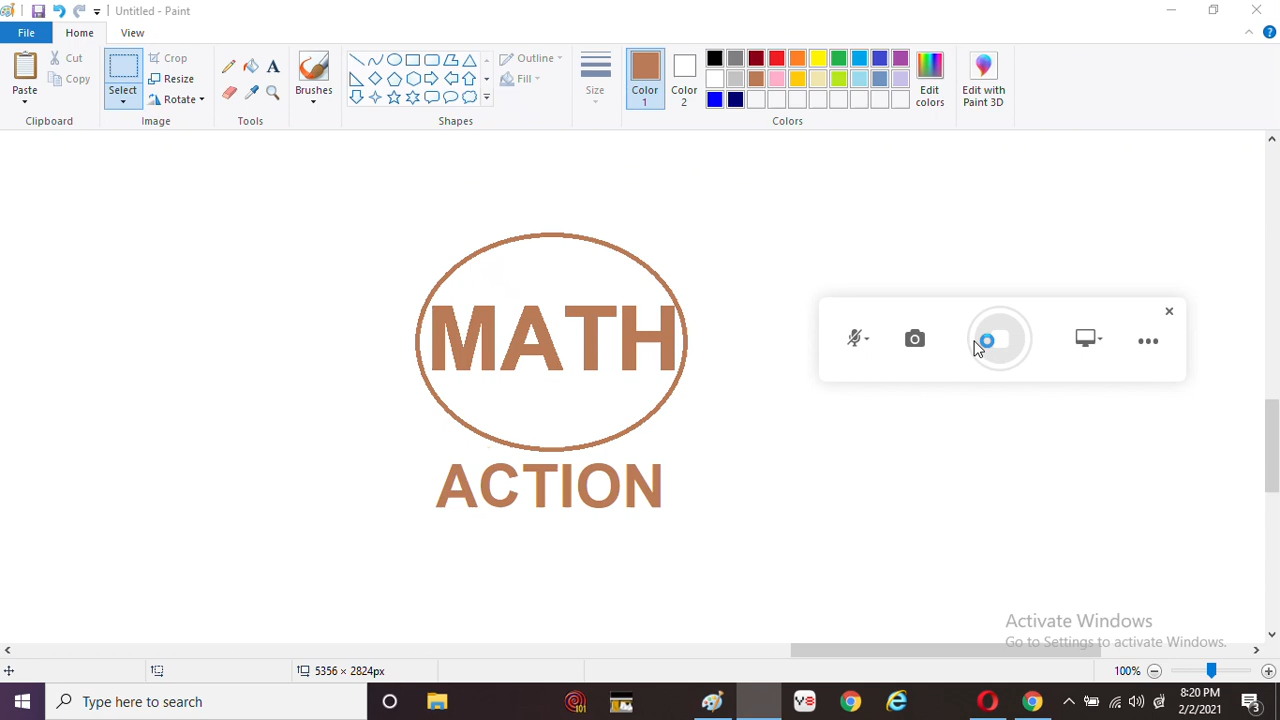 Untitled - Paint
File Home View
Paste
Cut
Copy
Clipboard
Select
Crop
Resize
Rotate
Image
A
Tools
Brushes
Shapes
Outline
Fill
Size
Color 1
Color 2
Colors
Edit colors
Edit with Paint 3D
MATH
ACTION
Activate Windows
Go to Settings to activate Windows.
5356 × 2824px
100%
Type here to search
101
8:20 PM
2/2/2021
3